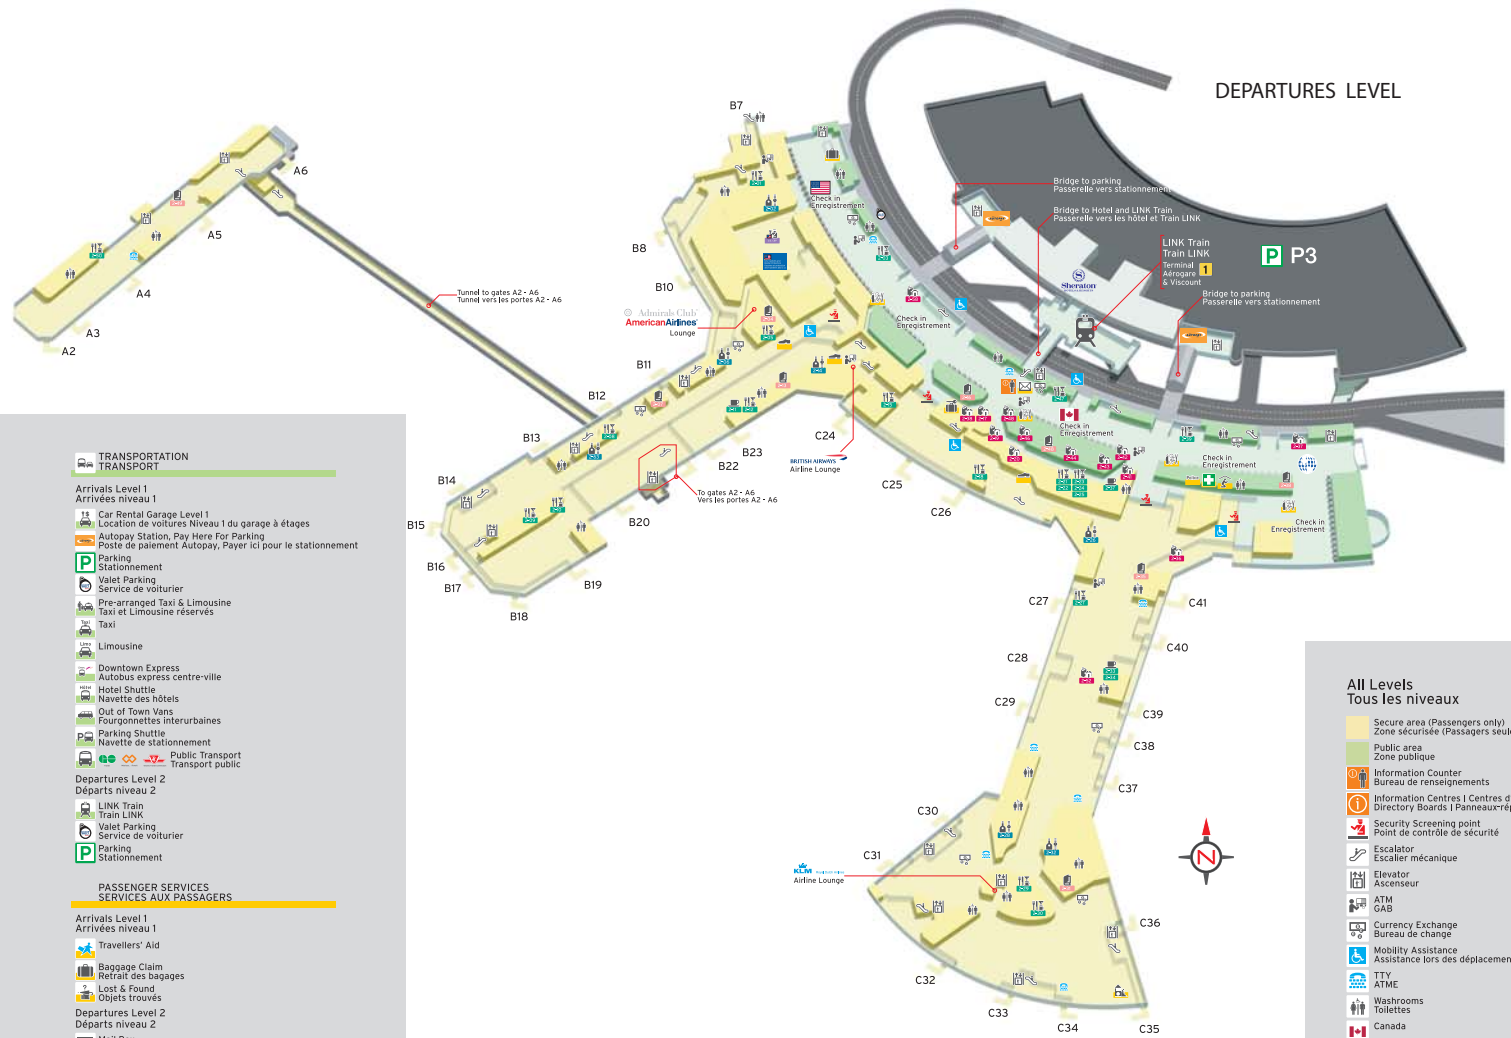 DEPARTURES LEVEL
B7
A6
A5
A4
A3
A2
Tunnel to gates A2 - A6
Tunnel vers les portes A2 - A6
B8
B10
Admirals Club
AmericanAirlines
Lounge
B11
B12
B13
B14
B15
B16
B17
B18
B19
B20
B22
B23
To gates A2 - A6
Vers les portes A2 - A6
C24
BRITISH AIRWAYS
Airline Lounge
C25
C26
C27
C28
C29
C30
C31
KLM
Airline Lounge
C32
C33
C34
C35
C36
C37
C38
C39
C40
C41
Check in
Enregistrement
Check in
Enregistrement
Check in
Enregistrement
Check in
Enregistrement
Check in
Enregistrement
Bridge to parking
Passerelle vers stationnement
Bridge to Hotel and LINK Train
Passerelle vers les hôtel et Train LINK
LINK Train
Train LINK
Terminal
Aérogare
& Viscount
1
Sheraton
Bridge to parking
Passerelle vers stationnement
P P3
N
TRANSPORTATION
TRANSPORT
Arrivals Level 1
Arrivées niveau 1
Car Rental Garage Level 1
Location de voitures Niveau 1 du garage à étages
Autopay Station, Pay Here For Parking
Poste de paiement Autopay, Payer ici pour le stationnement
P
Parking
Stationnement
Valet Parking
Service de voiturier
Pre-arranged Taxi & Limousine
Taxi et Limousine réservés
Taxi
Taxi
Limo
Limousine
Downtown Express
Autobus express centre-ville
Hotel Shuttle
Navette des hôtels
Out of Town Vans
Fourgonnettes interurbaines
P
Parking Shuttle
Navette de stationnement
Public Transport
Transport public
Departures Level 2
Départs niveau 2
LINK Train
Train LINK
Valet Parking
Service de voiturier
P
Parking
Stationnement
PASSENGER SERVICES
SERVICES AUX PASSAGERS
Arrivals Level 1
Arrivées niveau 1
Travellers' Aid
Baggage Claim
Retrait des bagages
Lost & Found
Objets trouvés
Departures Level 2
Départs niveau 2
All Levels
Tous les niveaux
Secure area (Passengers only)
Zone sécurisée (Passagers
Public area
Zone publique
Information Counter
Bureau de renseignements
Information Centres | Centres
Directory Boards |
Security Screening point
Point de contrôle de sécurité
Escalator
Escalier mécanique
Elevator
Ascenseur
ATM
GAB
Currency Exchange
Bureau de change
Mobility Assistance
Assistance lors des
TTY
ATME
Washrooms
Toilettes
Canada